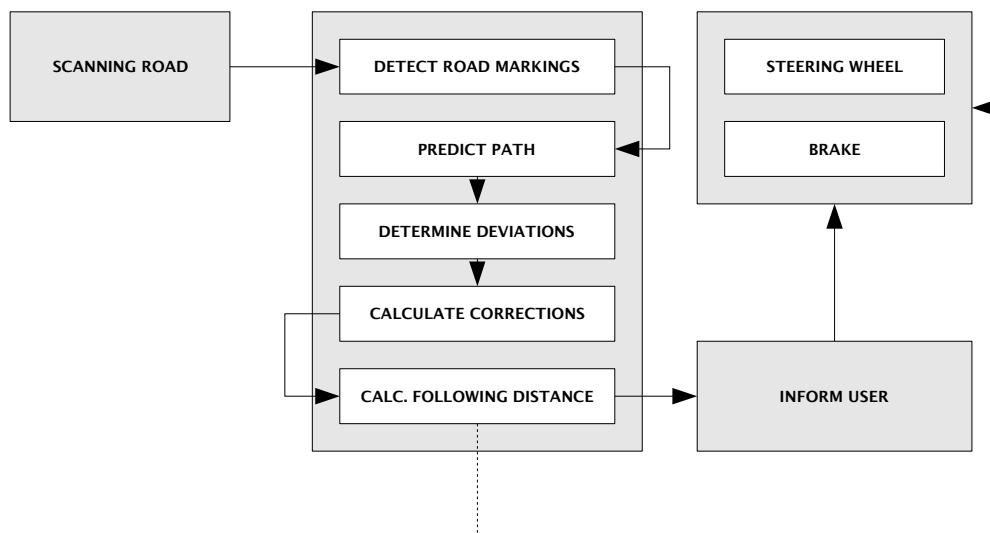 SCANNING ROAD
DETECT ROAD MARKINGS
PREDICT PATH
DETERMINE DEVIATIONS
CALCULATE CORRECTIONS
CALC. FOLLOWING DISTANCE
STEERING WHEEL
BRAKE
INFORM USER